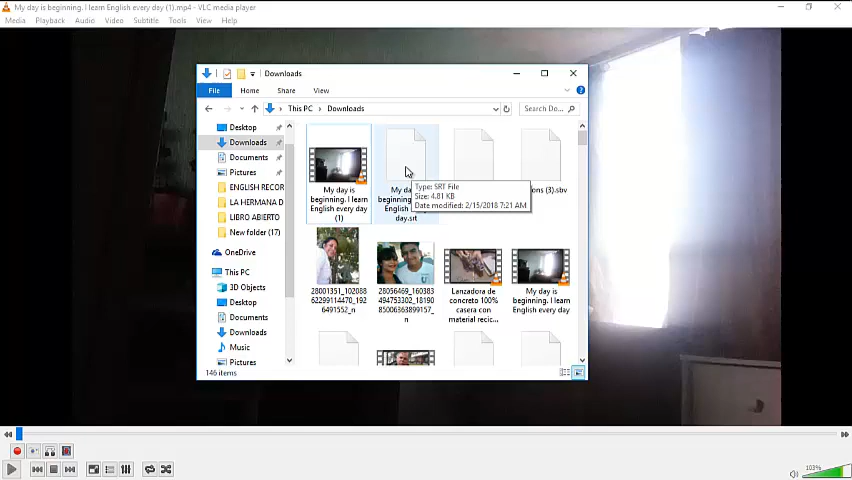 My day is beginning. I learn English every day (1).mp4 - VLC media player
Media Playback Audio Video Subtitle Tools View Help
Downloads
File Home Share View
This PC > Downloads
Search Do...
Desktop
Downloads
Documents
Pictures
ENGLISH RECOR
LA HERMANA D
LIBRO ABIERTO
New folder (17)
OneDrive
This PC
3D Objects
Desktop
Documents
Downloads
Music
Pictures
My day is
beginning. I learn
English every day
(1)
My da
beginning
English
day.srt
Type: SRT File
Size: 4.81 KB
Date modified: 2/15/2018 7:21 AM
ons (3).sbv
28001351_102088
62299114470_192
6491552_n
28056469_160383
494753302_18190
85006363899157_
n
Lanzadora de
concreto 100%
casera con
material recic...
My day is
beginning. I learn
English every day
146 items
103%